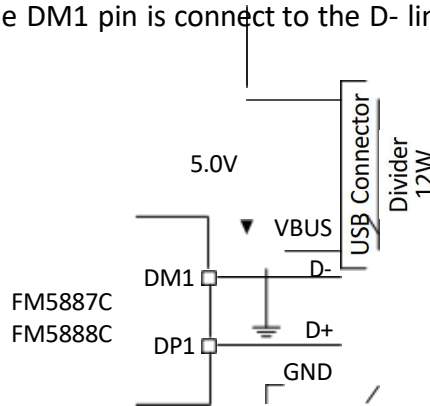 e DM1 pin is connect to the D- lin
5.0V
USB Connector
Divider
12W
VBUS
DM1
D-
FM5887C
FM5888C
DP1
D+
GND